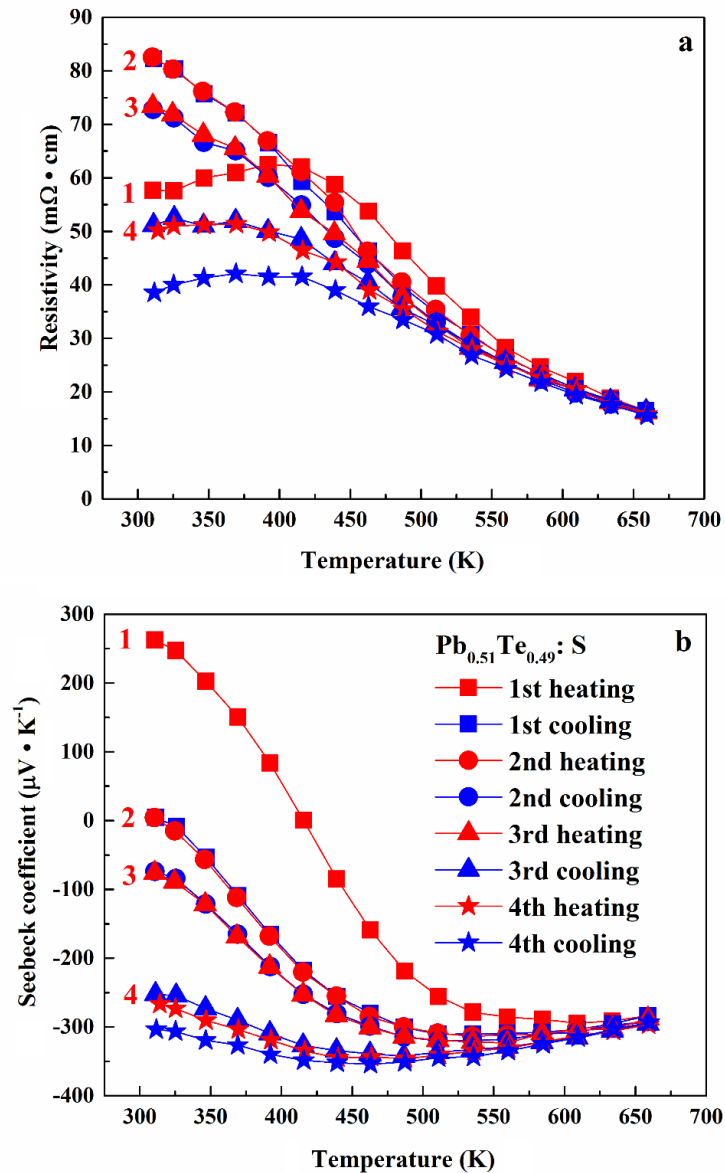 a
90
80
70
60
50
40
30
20
10
0
2
3
1
4
Resistivity (mΩ • cm)
300 350 400 450 500 550 600 650 700
Temperature (K)
b
300
200
100
0
-100
-200
-300
-400
1
2
3
4
Seebeck coefficient (μV • K⁻¹)
Pb₀.₅₁Te₀.₄₉: S
1st heating
1st cooling
2nd heating
2nd cooling
3rd heating
3rd cooling
4th heating
4th cooling
300 350 400 450 500 550 600 650 700
Temperature (K)